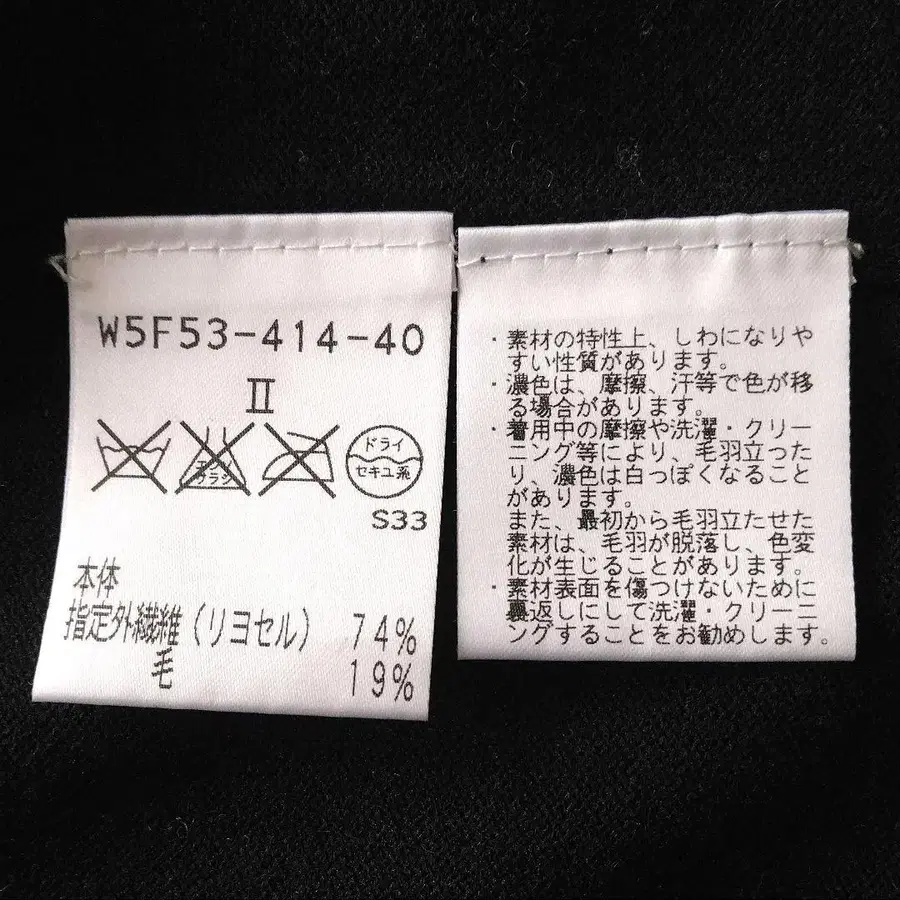 W5F53-414-40
II
エンソ
サラシ
ドライ
セキユ系
S33
本体
指定外繊維（リヨセル） 74%
毛 19%
・素材の特性上、しわになりや
すい性質があります。
・濃色は、摩擦、汗等で色が移
る場合があります。
・着用中の摩擦や洗濯・クリー
ニング等により、毛羽立った
り、濃色は白っぽくなること
があります。
また、最初から毛羽立たせた
素材は、毛羽が脱落し、色変
化が生じることがあります。
・素材表面を傷つけないために
裏返しにして洗濯・クリーニ
ングすることをお勧めします。